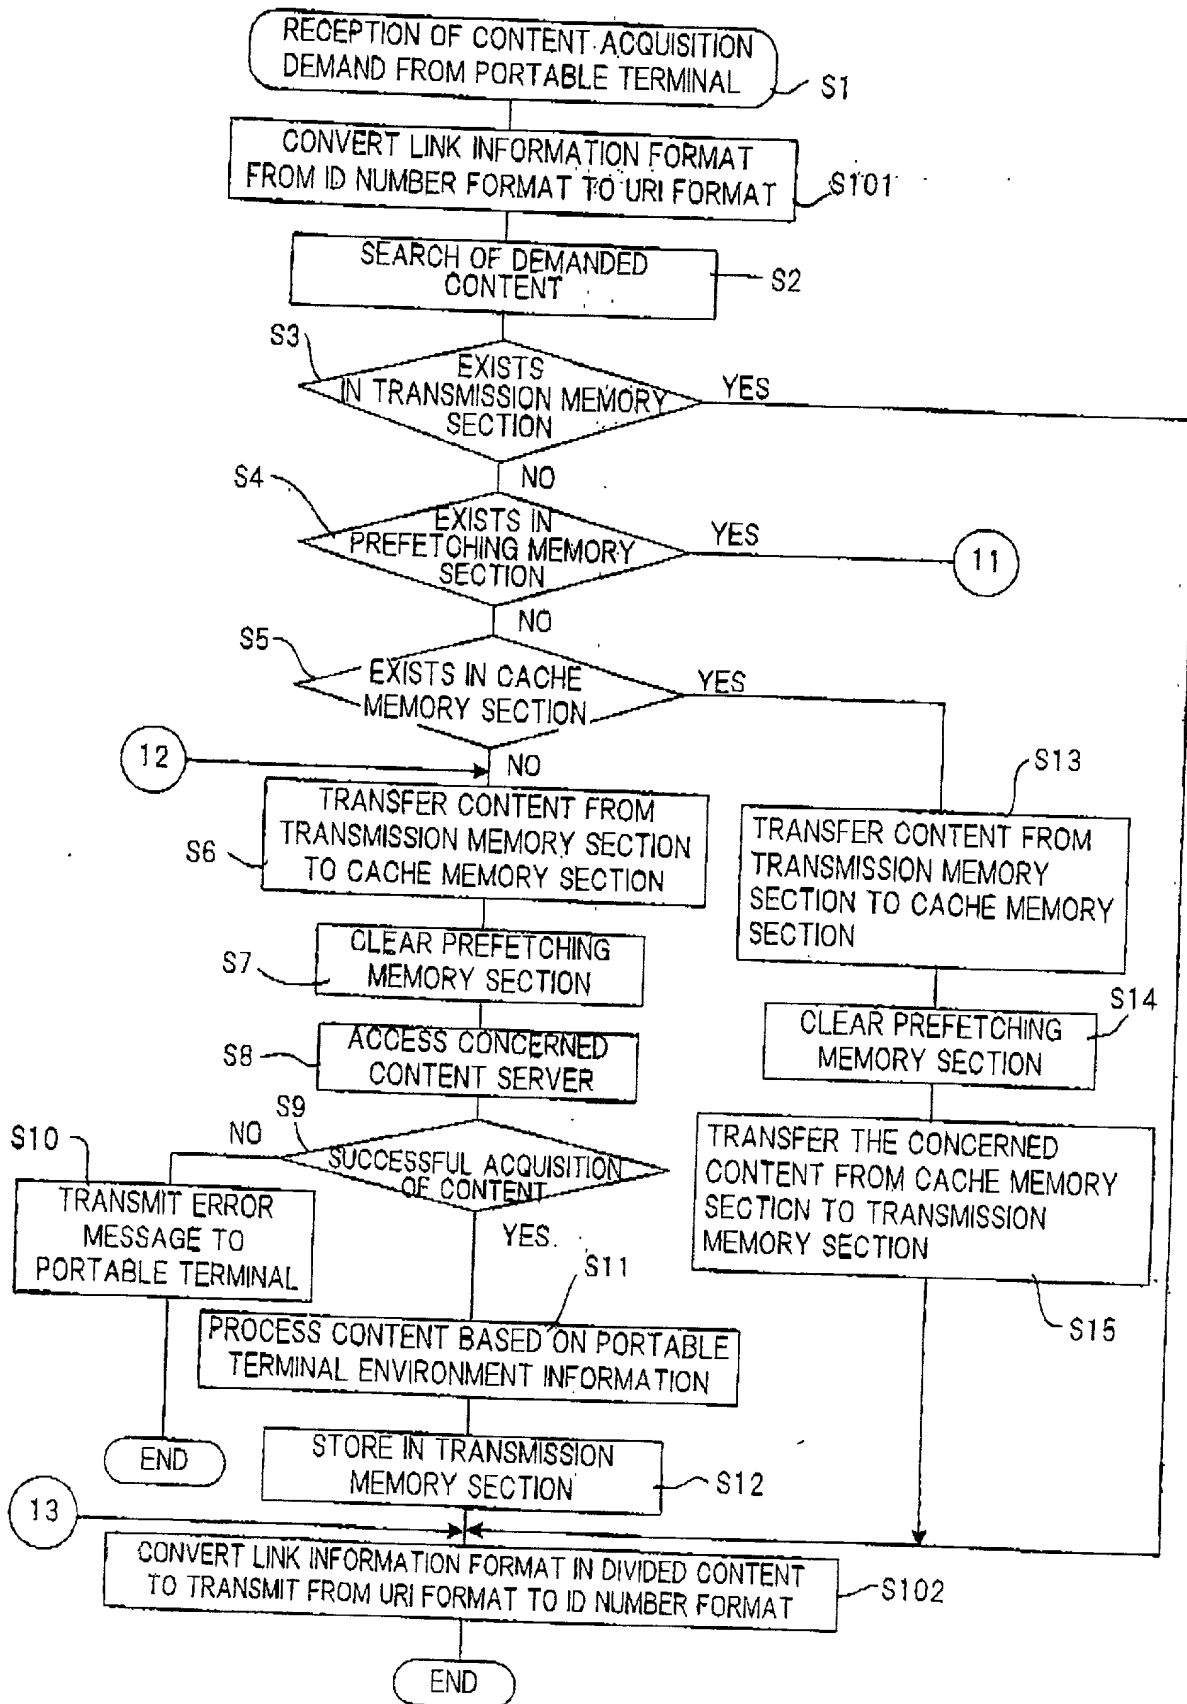 RECEPTION OF CONTENT ACQUISITION
DEMAND FROM PORTABLE TERMINAL
S1
CONVERT LINK INFORMATION FORMAT
FROM ID NUMBER FORMAT TO URI FORMAT
S101
SEARCH OF DEMANDED
CONTENT
S2
S3
EXISTS
IN TRANSMISSION MEMORY
SECTION
YES
NO
S4
EXISTS IN
PREFETCHING MEMORY
SECTION
YES
11
NO
S5
EXISTS IN CACHE
MEMORY SECTION
YES
12
NO
S13
TRANSFER CONTENT FROM
TRANSMISSION MEMORY SECTION
TO CACHE MEMORY SECTION
S6
TRANSFER CONTENT FROM
TRANSMISSION MEMORY
SECTION TO CACHE MEMORY
SECTION
CLEAR PREFETCHING
MEMORY SECTION
S7
S14
CLEAR PREFETCHING
MEMORY SECTION
ACCESS CONCERNED
CONTENT SERVER
S8
S9
NO
SUCCESSFUL ACQUISITION
OF CONTENT
YES.
S10
TRANSMIT ERROR
MESSAGE TO
PORTABLE TERMINAL
TRANSFER THE CONCERNED
CONTENT FROM CACHE MEMORY
SECTION TO TRANSMISSION
MEMORY SECTION
S15
S11
PROCESS CONTENT BASED ON PORTABLE
TERMINAL ENVIRONMENT INFORMATION
END
STORE IN TRANSMISSION
MEMORY SECTION
S12
13
CONVERT LINK INFORMATION FORMAT IN DIVIDED CONTENT
TO TRANSMIT FROM URI FORMAT TO ID NUMBER FORMAT
S102
END